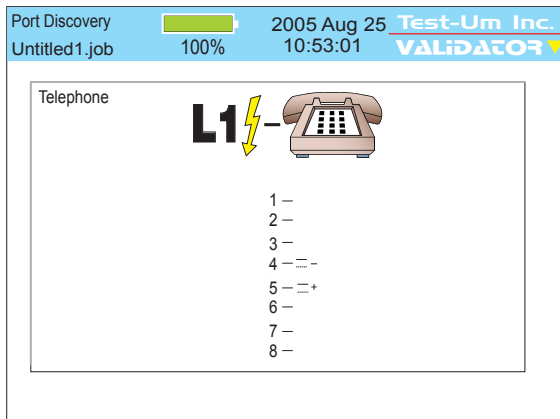 Port Discovery 2005 Aug 25 Test-Um Inc.
Untitled1.job 100% 10:53:01 VALiDATOR
Telephone
L1
1 –
2 –
3 –
4 – ⎓ –
5 – ⎓ +
6 –
7 –
8 –